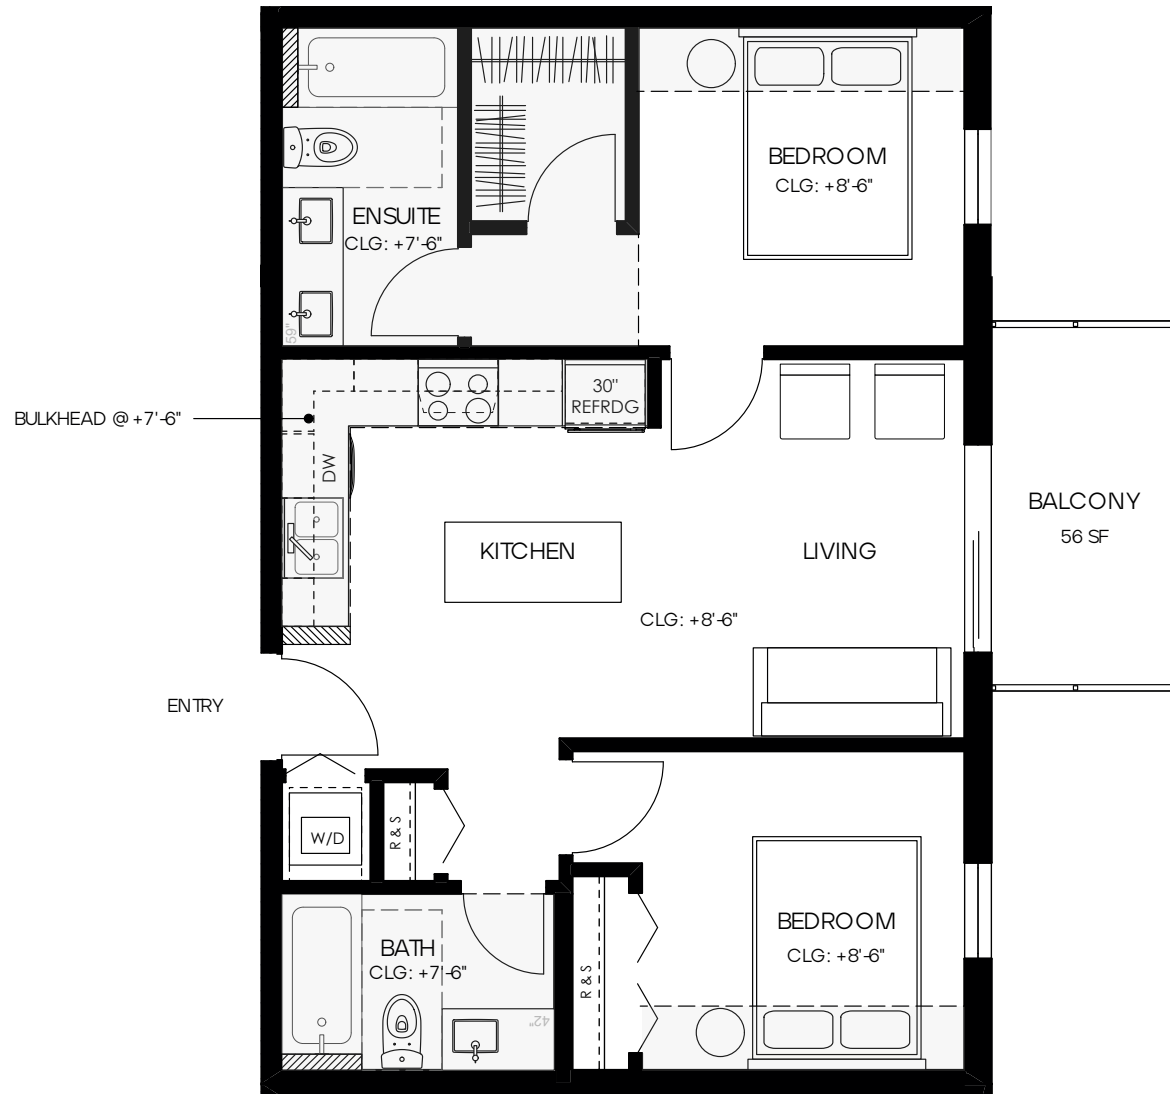 BEDROOM
CLG: +8'-6"
ENSUITE
CLG: +7'-6"
59"
30"
REFRDG
BULKHEAD @ +7'-6"
DW
KITCHEN
LIVING
BALCONY
56 SF
CLG: +8'-6"
ENTRY
W/D
R & S
BEDROOM
CLG: +8'-6"
BATH
CLG: +7'-6"
R & S
42"